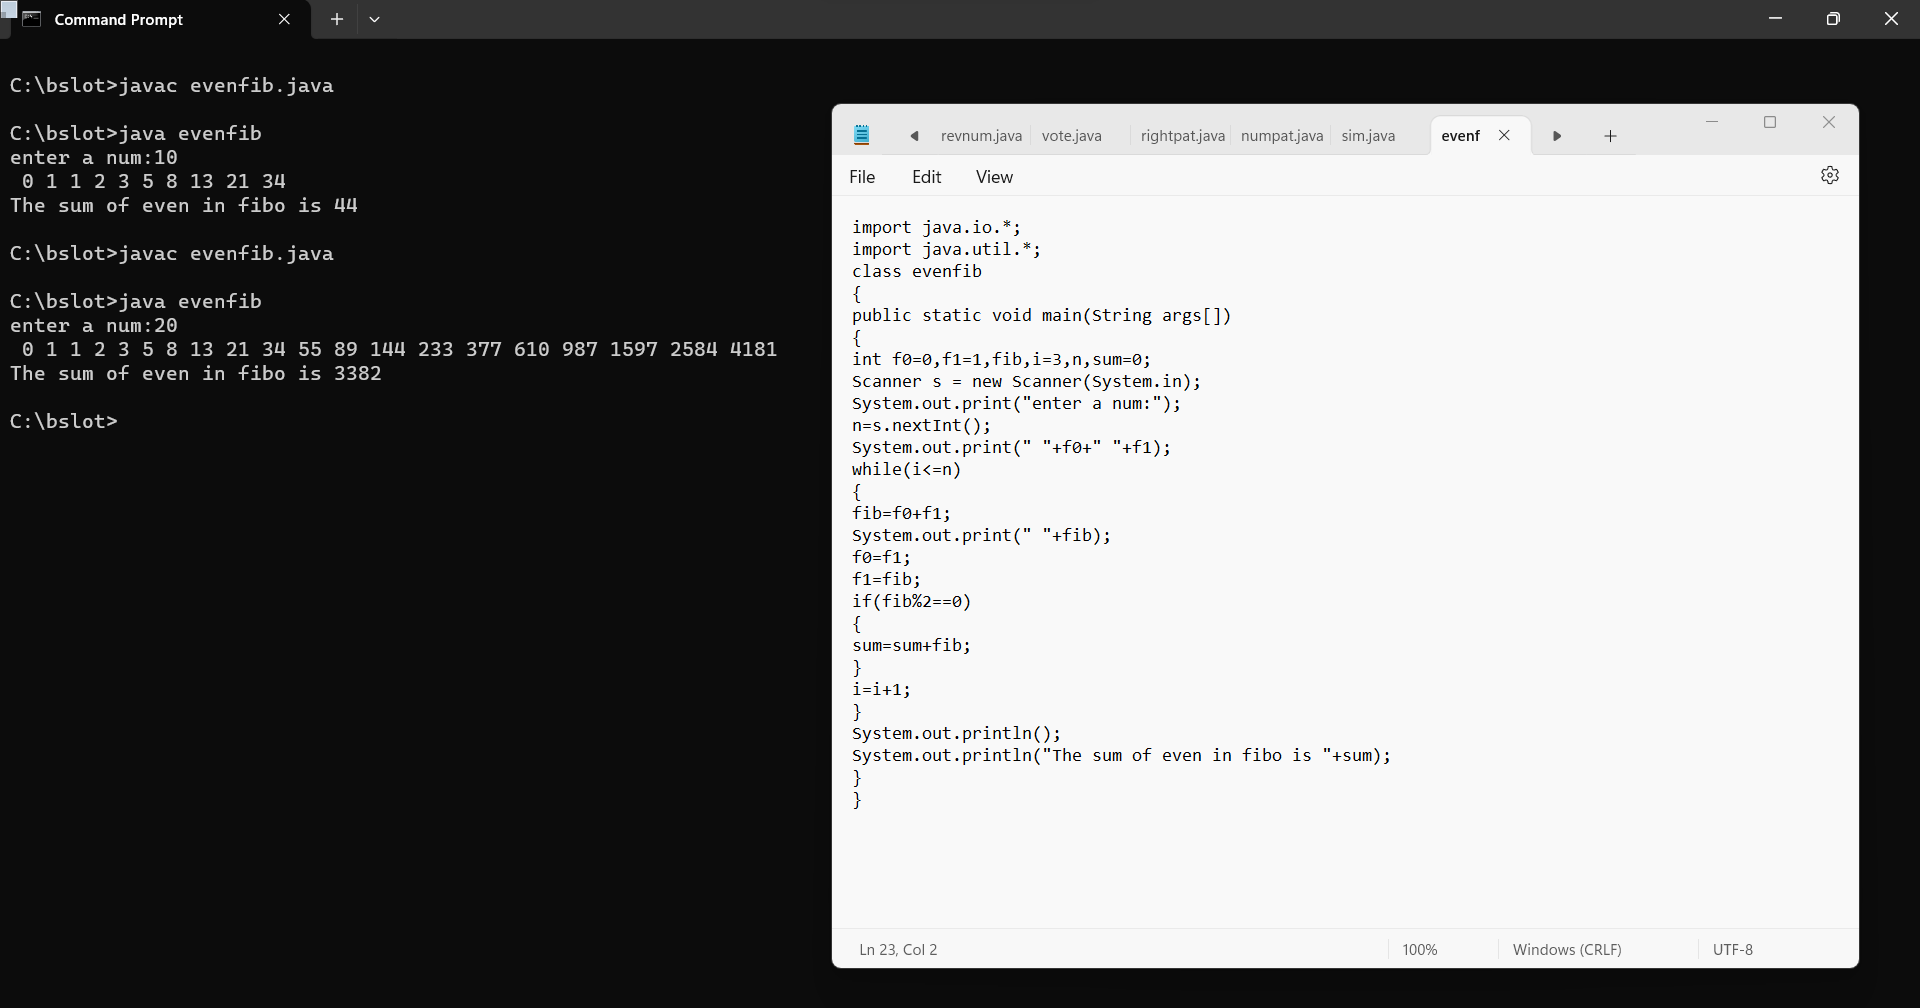 Command Prompt
C:\bslot>javac evenfib.java
C:\bslot>java evenfib
enter a num:10
0 1 1 2 3 5 8 13 21 34
The sum of even in fibo is 44
C:\bslot>javac evenfib.java
C:\bslot>java evenfib
enter a num:20
0 1 1 2 3 5 8 13 21 34 55 89 144 233 377 610 987 1597 2584 4181
The sum of even in fibo is 3382
C:\bslot>
revnum.java vote.java rightpat.java numpat.java sim.java evenf
File Edit View
import java.io.*;
import java.util.*;
class evenfib
{
public static void main(String args[])
{
int f0=0,f1=1,fib,i=3,n,sum=0;
Scanner s = new Scanner(System.in);
System.out.print("enter a num:");
n=s.nextInt();
System.out.print(" "+f0+" "+f1);
while(i<=n)
{
fib=f0+f1;
System.out.print(" "+fib);
f0=f1;
f1=fib;
if(fib%2==0)
{
sum=sum+fib;
}
i=i+1;
}
System.out.println();
System.out.println("The sum of even in fibo is "+sum);
}
}
Ln 23, Col 2 100% Windows (CRLF) UTF-8